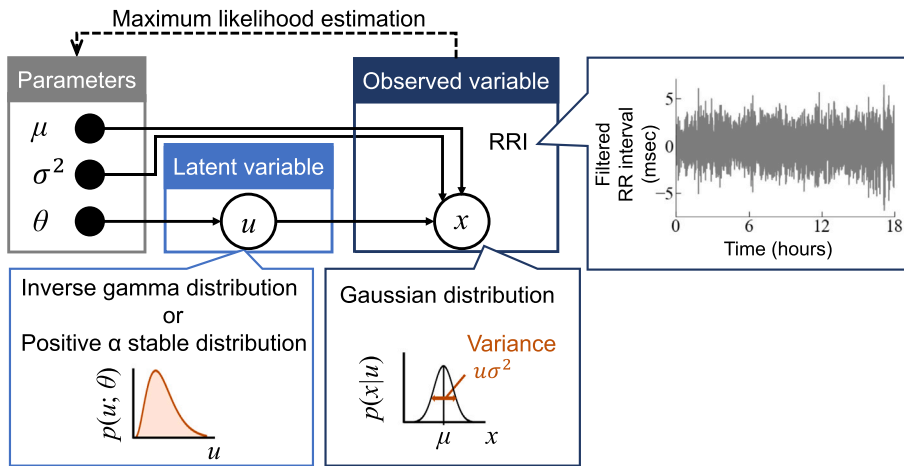 Maximum likelihood estimation
Parameters
μ
σ²
θ
Latent variable
u
Observed variable
RRI
x
Filtered
RR interval
(msec)
5
0
−5
0
6
12
18
Time (hours)
Inverse gamma distribution
or
Positive α stable distribution
p(u; θ)
u
Gaussian distribution
Variance
uσ²
p(x|u)
μ
x